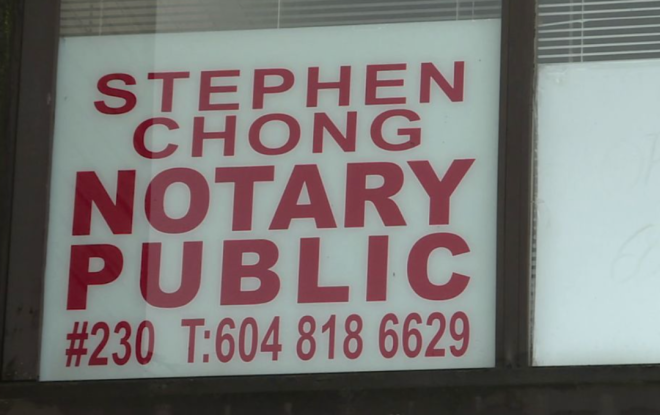 STEPHEN
CHONG
NOTARY
PUBLIC
#230 T:604 818 6629